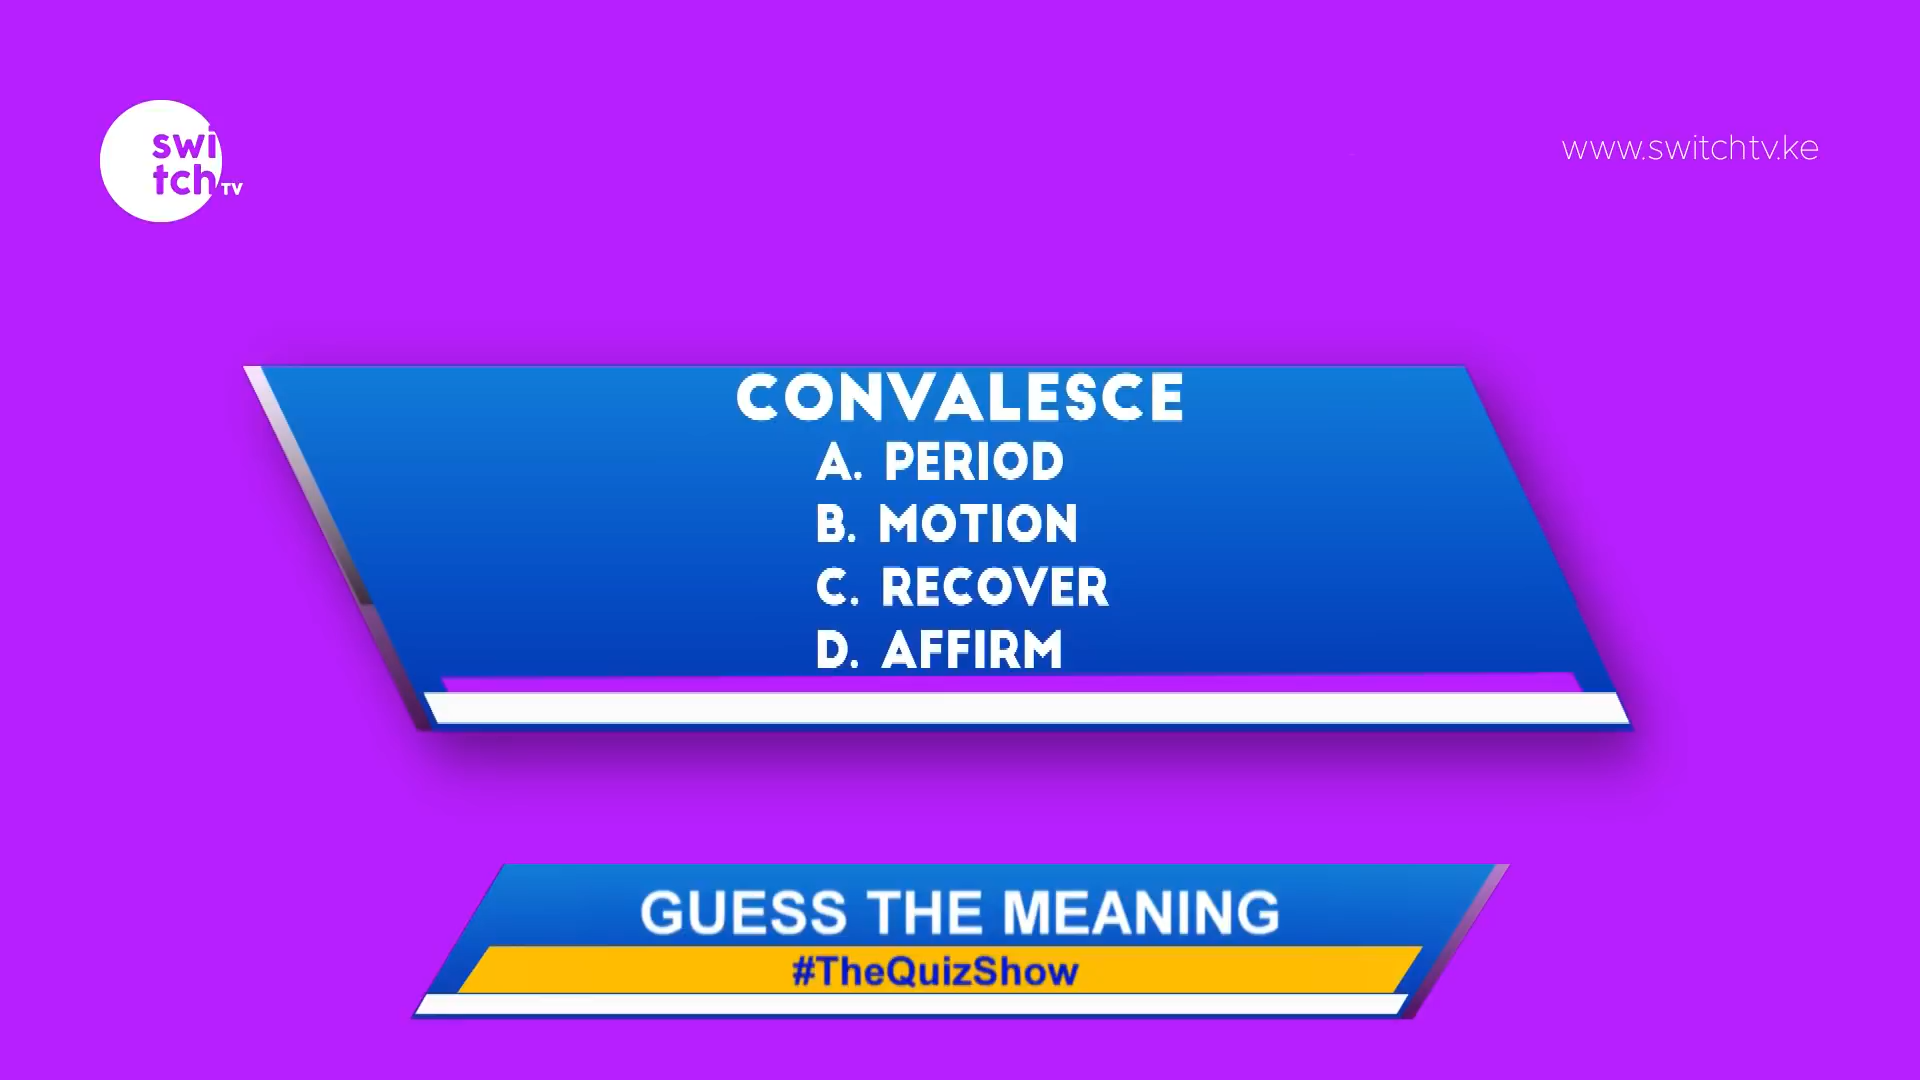 swi
tch TV
www.switchtv.ke
CONVALESCE
A. PERIOD
B. MOTION
C. RECOVER
D. AFFIRM
GUESS THE MEANING
#TheQuizShow